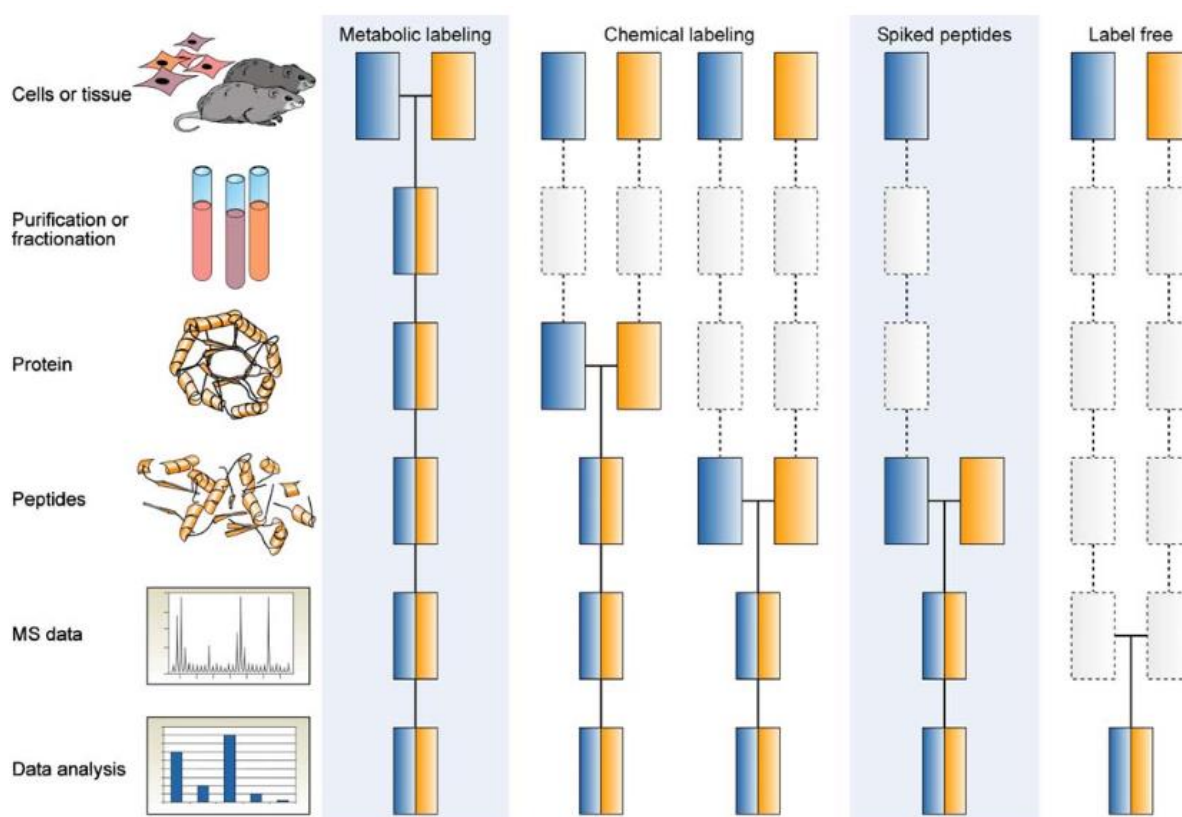 Metabolic labeling
Chemical labeling
Spiked peptides
Label free
Cells or tissue
Purification or
fractionation
Protein
Peptides
MS data
Data analysis